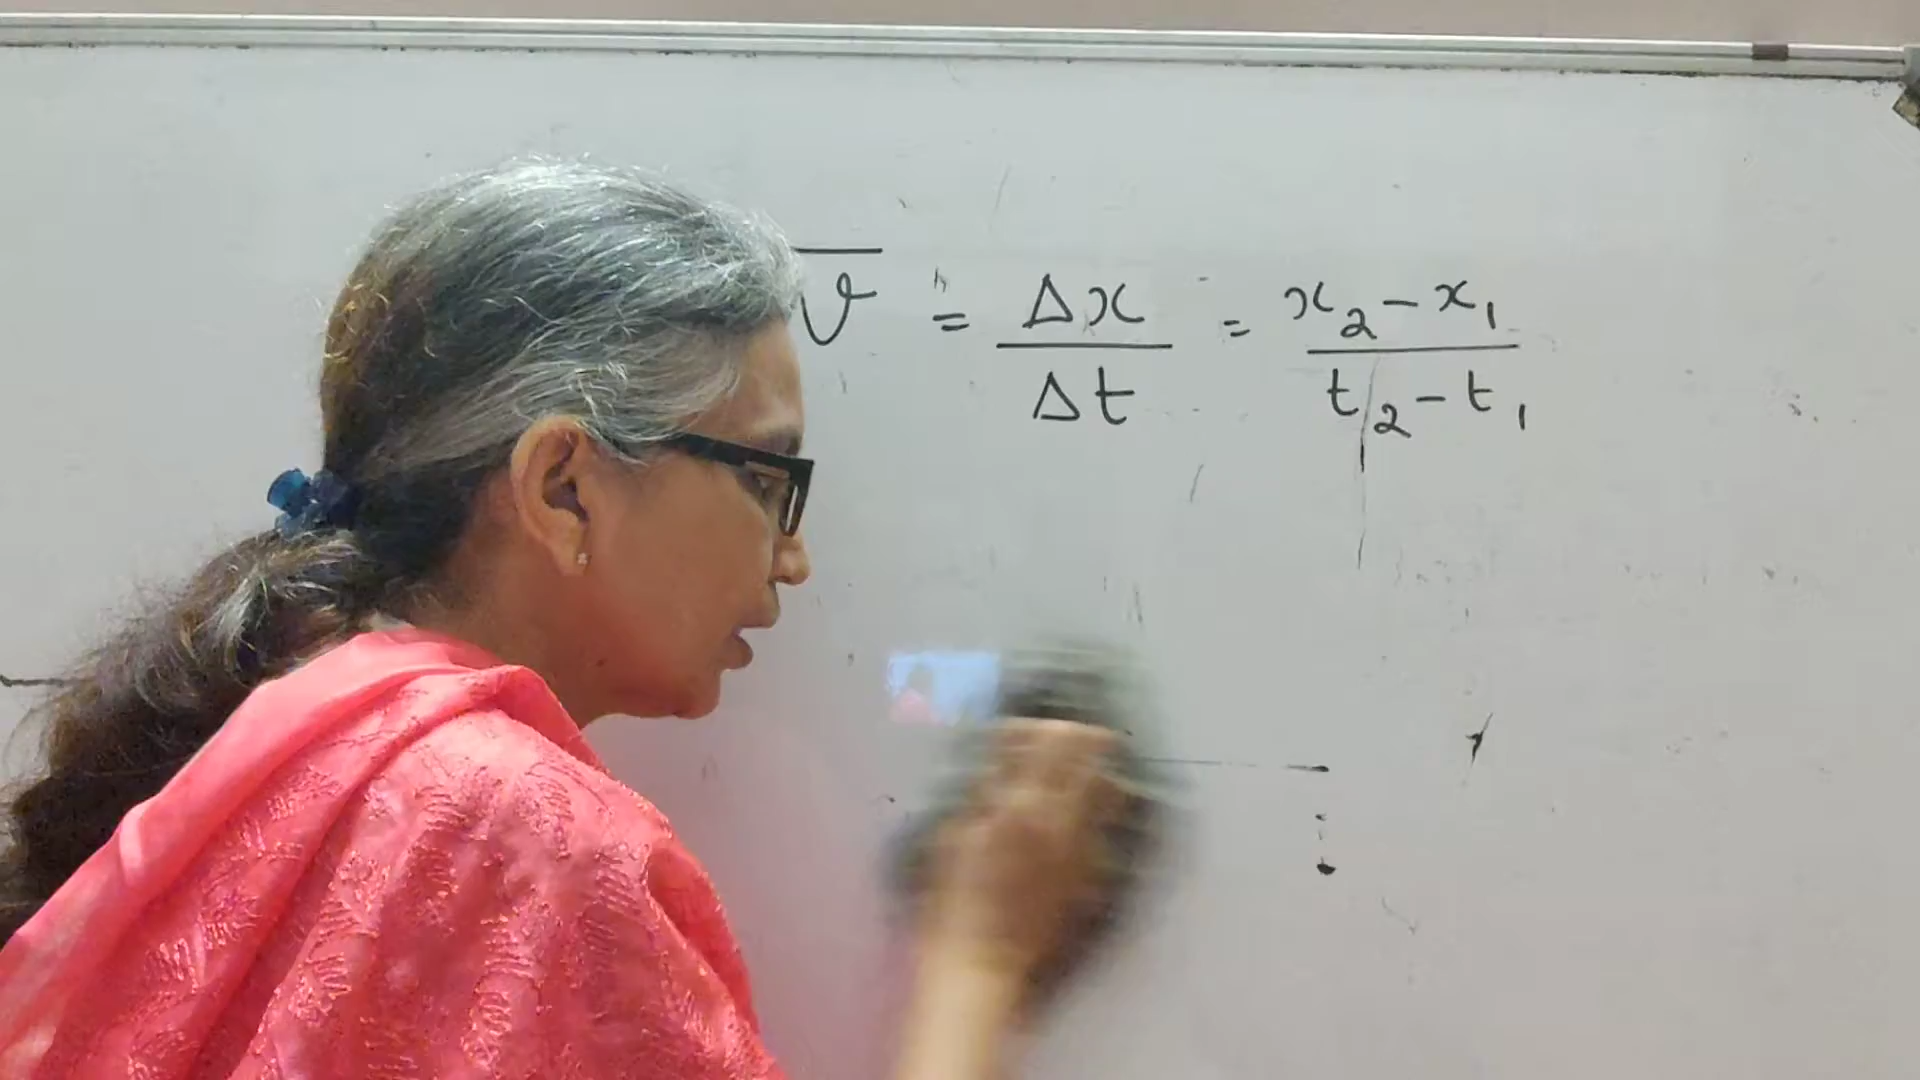 v̅ = Δx/Δt = x₂ - x₁/t₂ - t₁